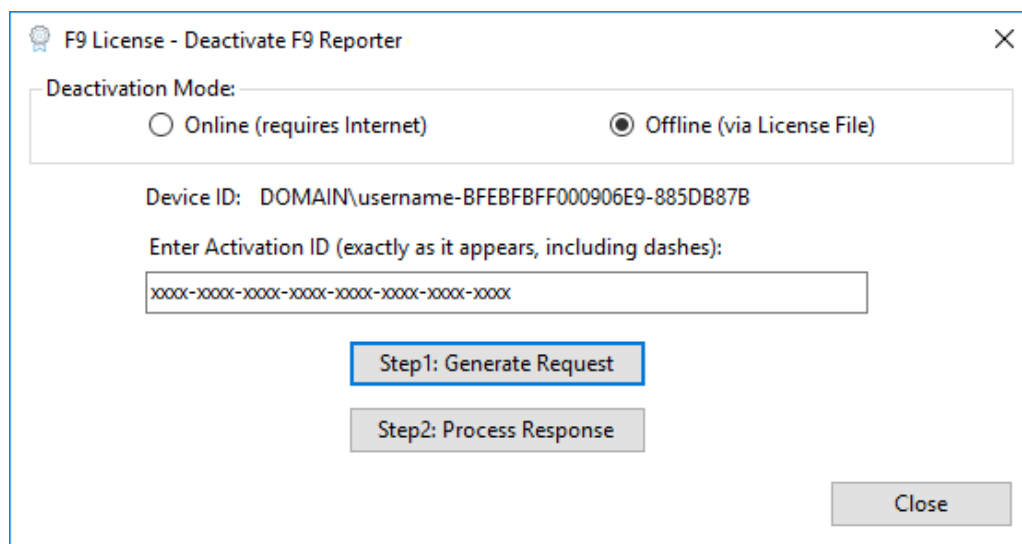 F9 License - Deactivate F9 Reporter
Deactivation Mode:
Online (requires Internet) Offline (via License File)
Device ID: DOMAIN\username-BFEBFBFF000906E9-885DB87B
Enter Activation ID (exactly as it appears, including dashes):
xxxx-xxxx-xxxx-xxxx-xxxx-xxxx-xxxx-xxxx
Step1: Generate Request
Step2: Process Response
Close